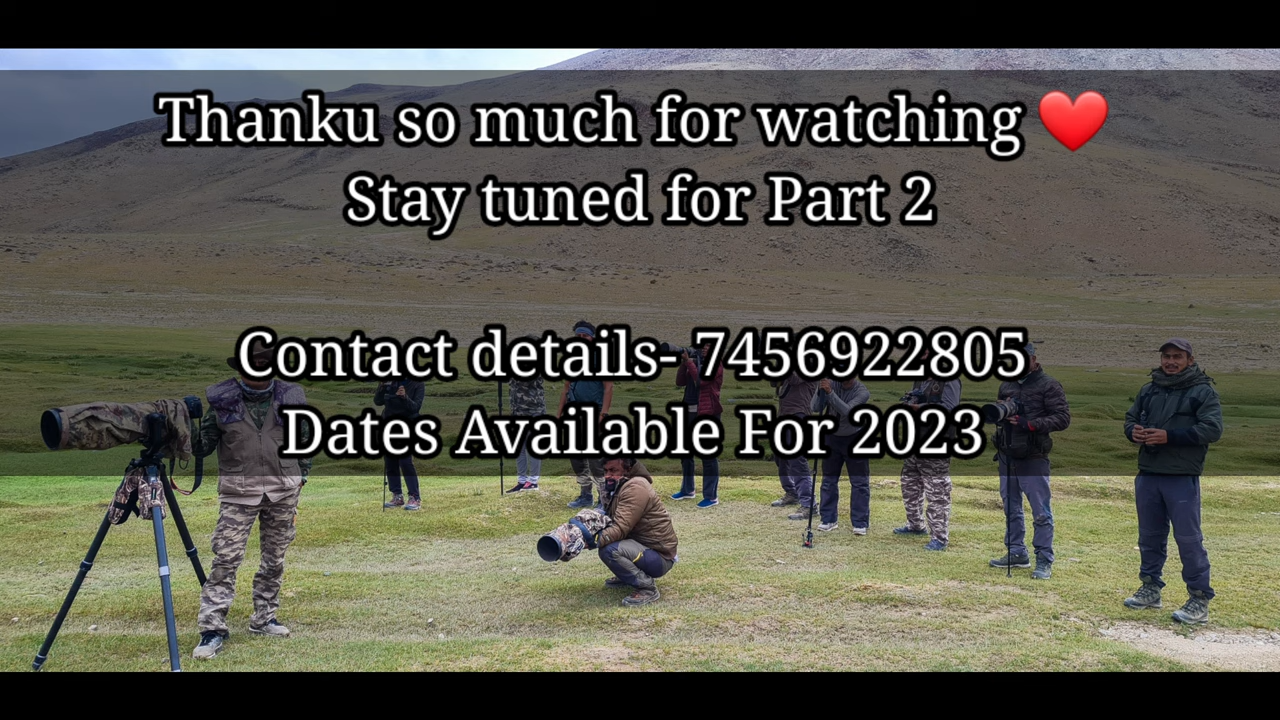 Thanku so much for watching ❤️
Stay tuned for Part 2
Contact details- 7456922805
Dates Available For 2023